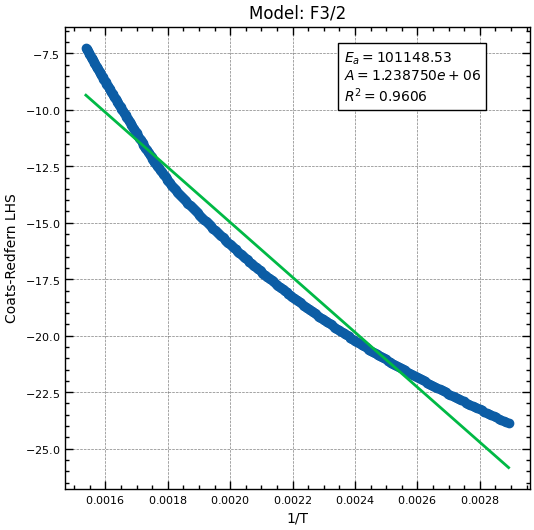 Model: F3/2
E_a = 101148.53
A = 1.238750e + 06
R² = 0.9606
Coats-Redfern LHS
−7.5
−10.0
−12.5
−15.0
−17.5
−20.0
−22.5
−25.0
0.0016 0.0018 0.0020 0.0022 0.0024 0.0026 0.0028
1/T